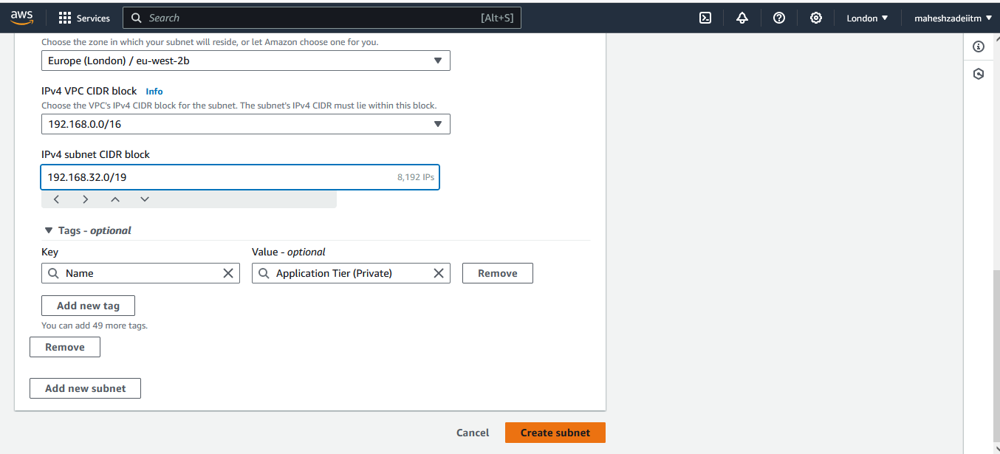 aws Services Search [Alt+S] London maheshzadeiitm
Choose the zone in which your subnet will reside, or let Amazon choose one for you.
Europe (London) / eu-west-2b
IPv4 VPC CIDR block Info
Choose the VPC's IPv4 CIDR block for the subnet. The subnet's IPv4 CIDR must lie within this block.
192.168.0.0/16
IPv4 subnet CIDR block
192.168.32.0/19 8,192 IPs
Tags - optional
Key Value - optional
Name Application Tier (Private) Remove
Add new tag
You can add 49 more tags.
Remove
Add new subnet
Cancel Create subnet